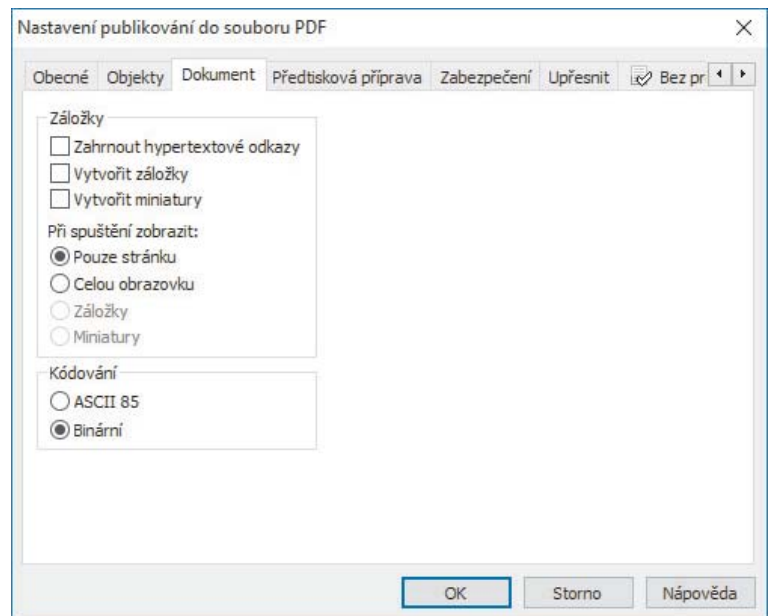 Nastavení publikování do souboru PDF
Obecné Objekty Dokument Předtisková příprava Zabezpečení Upřesnit Bez pr
Záložky
Zahrnout hypertextové odkazy
Vytvořit záložky
Vytvořit miniatury
Při spuštění zobrazit:
Pouze stránku
Celou obrazovku
Záložky
Miniatury
Kódování
ASCII 85
Binární
OK Storno Nápověda